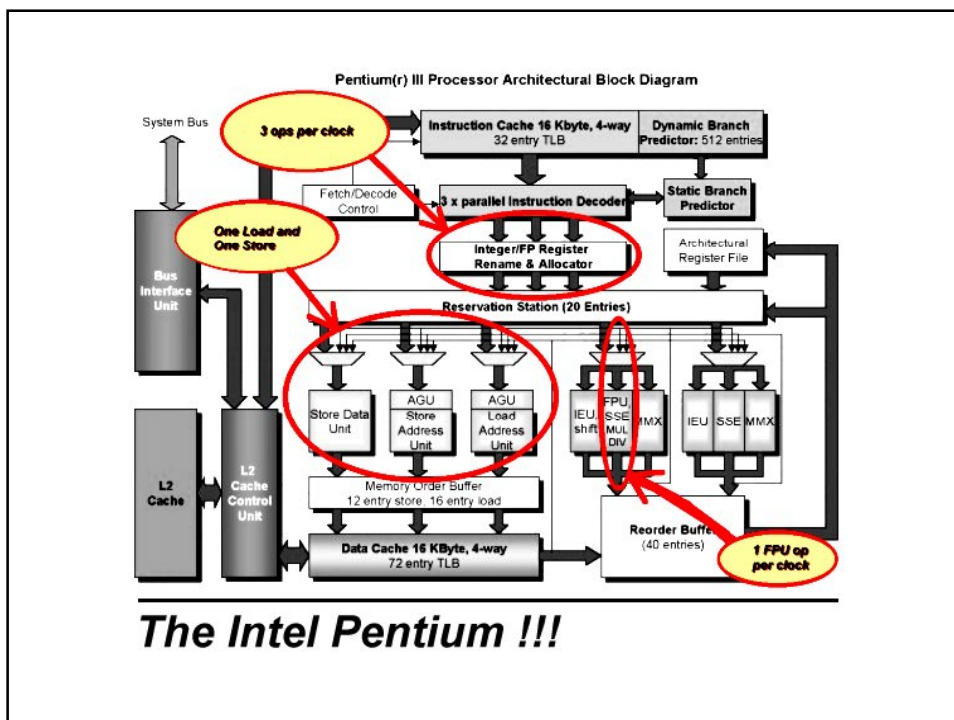 Pentium(r) III Processor Architectural Block Diagram
System Bus
3 ops per clock
Instruction Cache 16 Kbyte, 4-way
32 entry TLB
Dynamic Branch
Predictor: 512 entries
Fetch/Decode
Control
3 x parallel Instruction Decoder
Static Branch
Predictor
One Load and
One Store
Integer/FP Register
Rename & Allocator
Architectural
Register File
Bus
Interface
Unit
Reservation Station (20 Entries)
Store Data
Unit
AGU
Store
Address
Unit
AGU
Load
Address
Unit
IEU,
shift
FPU,
SSE
MUL
DIV
MMX
IEU
SSE
MMX
L2
Cache
L2
Cache
Control
Unit
Memory Order Buffer
12 entry store, 16 entry load
Data Cache 16 KByte, 4-way
72 entry TLB
Reorder Buffer
(40 entries)
1 FPU op
per clock
The Intel Pentium !!!